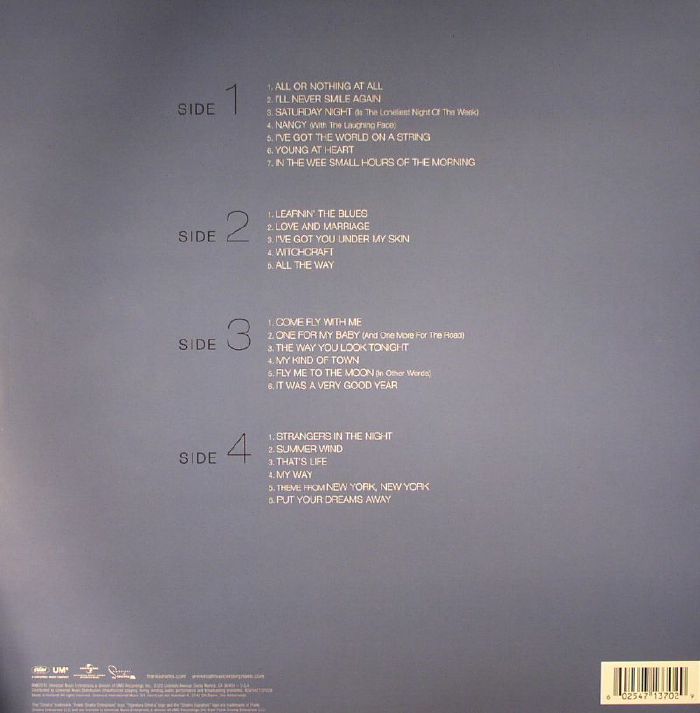 SIDE 1
1. ALL OR NOTHING AT ALL
2. I'LL NEVER SMILE AGAIN
3. SATURDAY NIGHT (Is The Loneliest Night Of The Week)
4. NANCY (With The Laughing Face)
5. I'VE GOT THE WORLD ON A STRING
6. YOUNG AT HEART
7. IN THE WEE SMALL HOURS OF THE MORNING
SIDE 2
1. LEARNIN' THE BLUES
2. LOVE AND MARRIAGE
3. I'VE GOT YOU UNDER MY SKIN
4. WITCHCRAFT
5. ALL THE WAY
SIDE 3
1. COME FLY WITH ME
2. ONE FOR MY BABY (And One More For The Road)
3. THE WAY YOU LOOK TONIGHT
4. MY KIND OF TOWN
5. FLY ME TO THE MOON (In Other Words)
6. IT WAS A VERY GOOD YEAR
SIDE 4
1. STRANGERS IN THE NIGHT
2. SUMMER WIND
3. THAT'S LIFE
4. MY WAY
5. THEME FROM NEW YORK, NEW YORK
6. PUT YOUR DREAMS AWAY
UMe
6 02547 13702 9